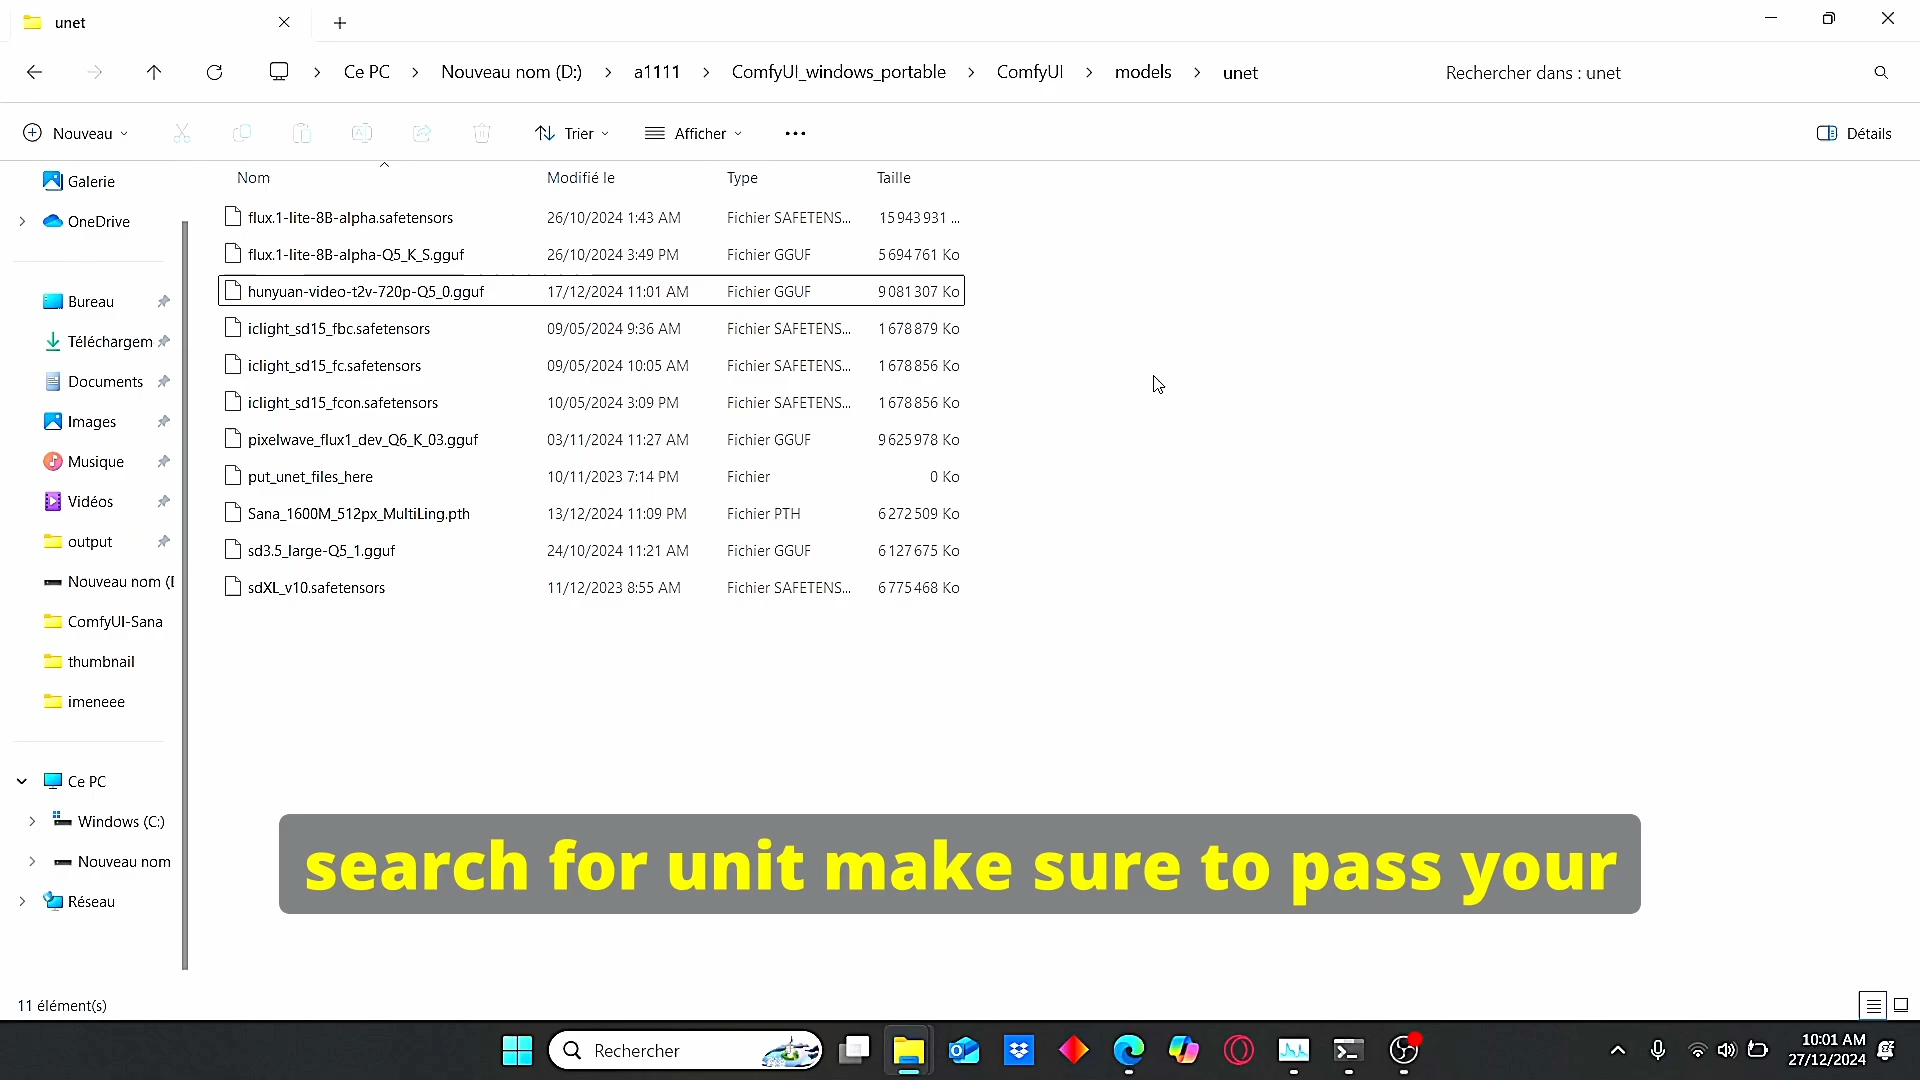 unet
Ce PC
Nouveau nom (D:)
a1111
ComfyUI_windows_portable
ComfyUI
models
unet
Rechercher dans : unet
Nouveau
Trier
Afficher
Détails
Nom Modifié le Type Taille
flux.1-lite-8B-alpha.safetensors 26/10/2024 1:43 AM Fichier SAFETENS... 15 943 931 ...
flux.1-lite-8B-alpha-Q5_K_S.gguf 26/10/2024 3:49 PM Fichier GGUF 5 694 761 Ko
hunyuan-video-t2v-720p-Q5_0.gguf 17/12/2024 11:01 AM Fichier GGUF 9 081 307 Ko
iclight_sd15_fbc.safetensors 09/05/2024 9:36 AM Fichier SAFETENS... 1 678 879 Ko
iclight_sd15_fc.safetensors 09/05/2024 10:05 AM Fichier SAFETENS... 1 678 856 Ko
iclight_sd15_fcon.safetensors 10/05/2024 3:09 PM Fichier SAFETENS... 1 678 856 Ko
pixelwave_flux1_dev_Q6_K_03.gguf 03/11/2024 11:27 AM Fichier GGUF 9 625 978 Ko
put_unet_files_here 10/11/2023 7:14 PM Fichier 0 Ko
Sana_1600M_512px_MultiLing.pth 13/12/2024 11:09 PM Fichier PTH 6 272 509 Ko
sd3.5_large-Q5_1.gguf 24/10/2024 11:21 AM Fichier GGUF 6 127 675 Ko
sdXL_v10.safetensors 11/12/2023 8:55 AM Fichier SAFETENS... 6 775 468 Ko
Galerie
OneDrive
Bureau
Téléchargem
Documents
Images
Musique
Vidéos
output
Nouveau nom (
ComfyUI-Sana
thumbnail
imeneee
Ce PC
Windows (C:)
Nouveau nom
Réseau
search for unit make sure to pass your
11 élément(s)
Rechercher
10:01 AM
27/12/2024